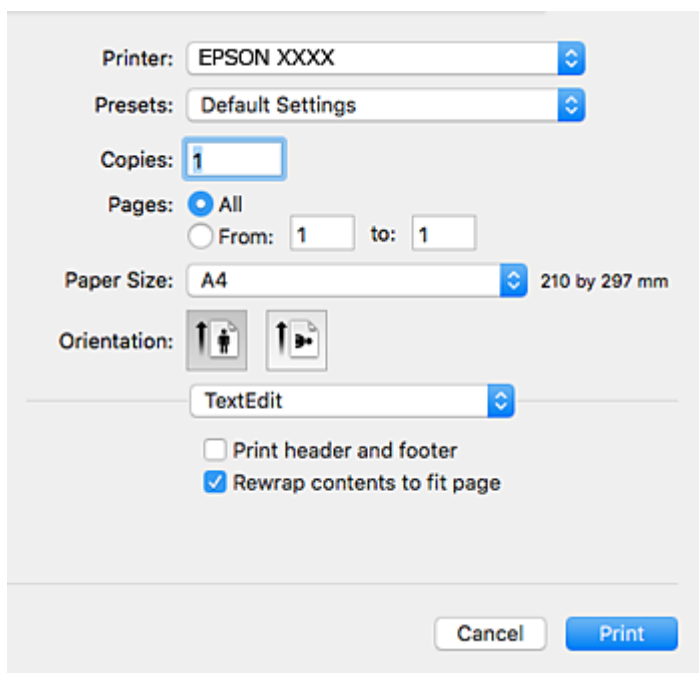 Printer: EPSON XXXX
Presets: Default Settings
Copies: 1
Pages: All
From: 1 to: 1
Paper Size: A4 210 by 297 mm
Orientation:
TextEdit
Print header and footer
Rewrap contents to fit page
Cancel Print